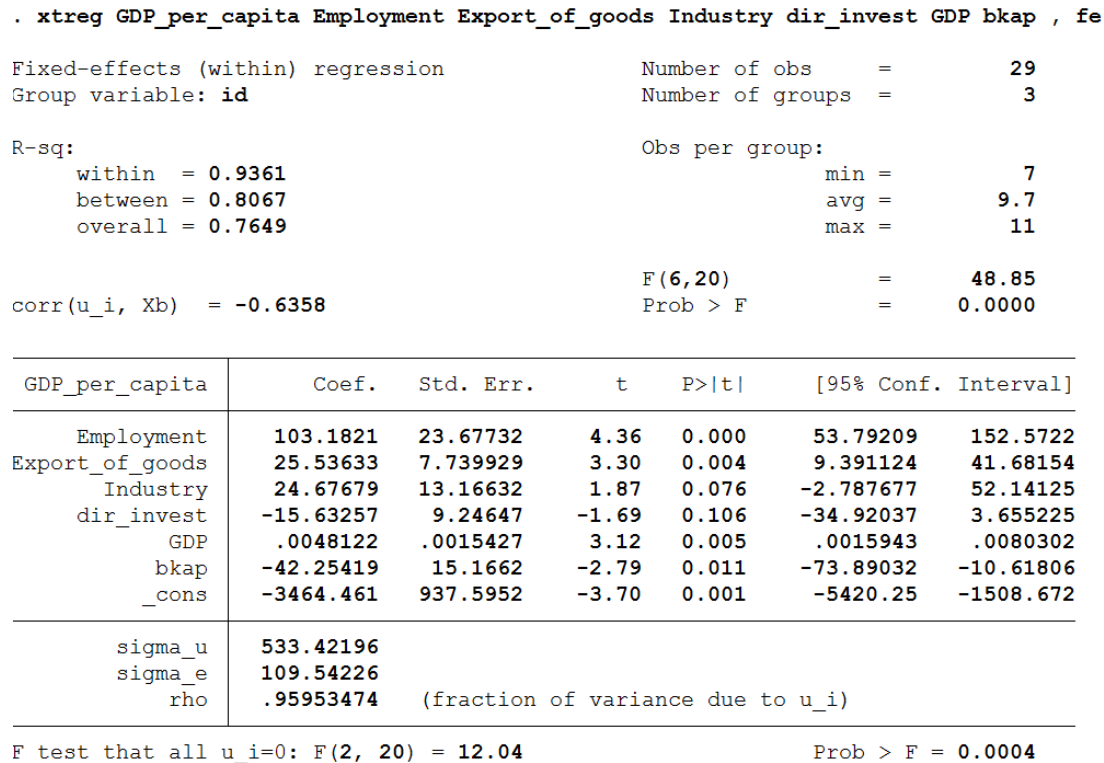 . xtreg GDP_per_capita Employment Export_of_goods Industry dir_invest GDP bkap , fe
Fixed-effects (within) regression Number of obs = 29
Group variable: id Number of groups = 3
R-sq: Obs per group:
within = 0.9361 min = 7
between = 0.8067 avg = 9.7
overall = 0.7649 max = 11
F(6,20) = 48.85
corr(u_i, Xb) = -0.6358 Prob > F = 0.0000
GDP_per_capita Coef. Std. Err. t P>|t| [95% Conf. Interval]
Employment 103.1821 23.67732 4.36 0.000 53.79209 152.5722
Export_of_goods 25.53633 7.739929 3.30 0.004 9.391124 41.68154
Industry 24.67679 13.16632 1.87 0.076 -2.787677 52.14125
dir_invest -15.63257 9.24647 -1.69 0.106 -34.92037 3.655225
GDP .0048122 .0015427 3.12 0.005 .0015943 .0080302
bkap -42.25419 15.1662 -2.79 0.011 -73.89032 -10.61806
_cons -3464.461 937.5952 -3.70 0.001 -5420.25 -1508.672
sigma_u 533.42196
sigma_e 109.54226
rho .95953474 (fraction of variance due to u_i)
F test that all u_i=0: F(2, 20) = 12.04 Prob > F = 0.0004